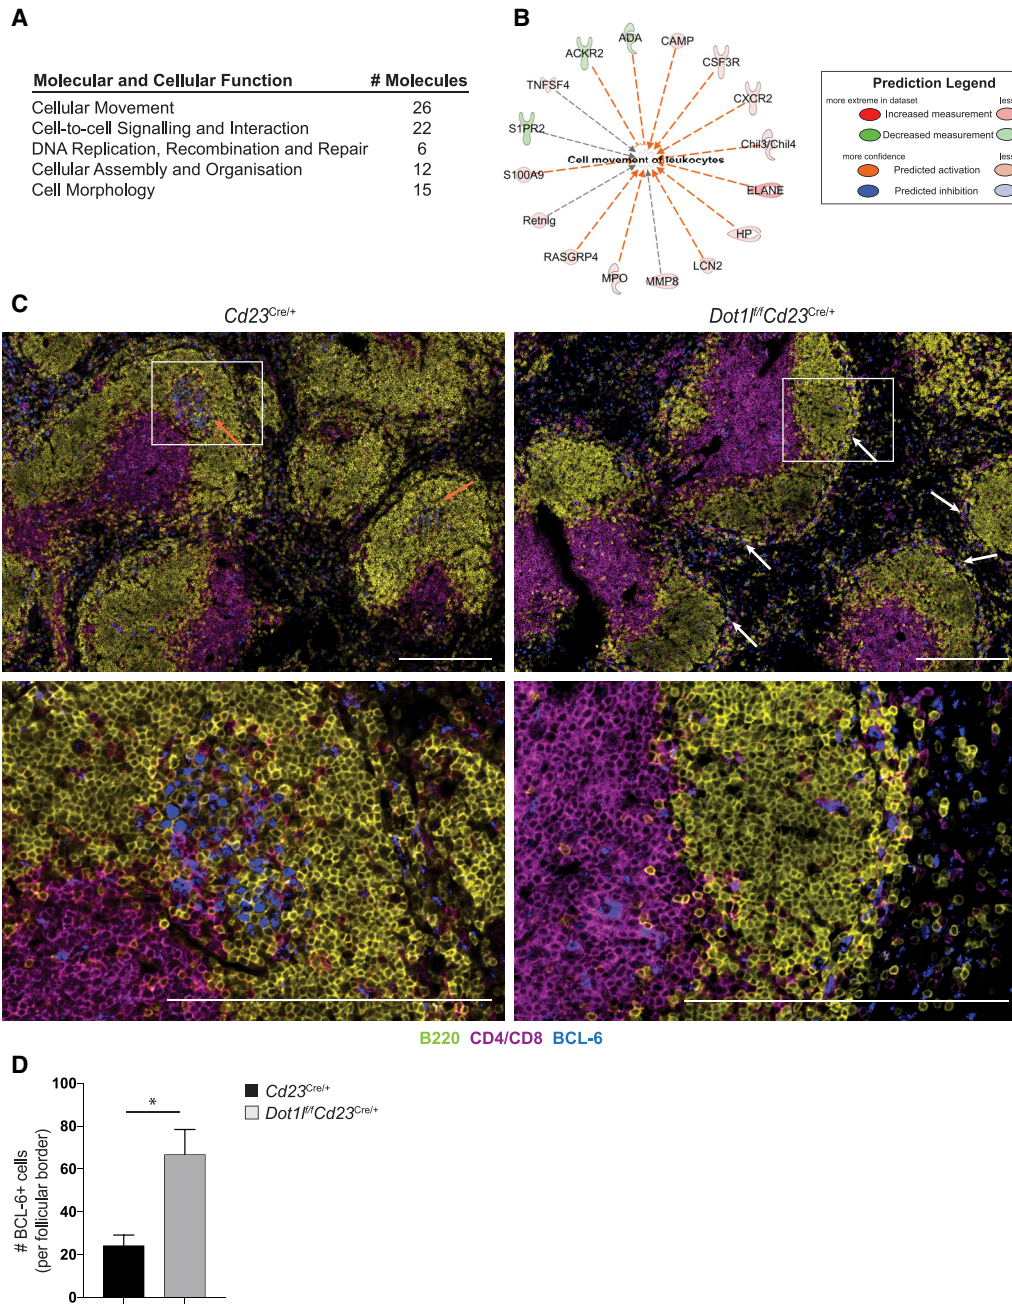 A
Molecular and Cellular Function # Molecules
Cellular Movement 26
Cell-to-cell Signalling and Interaction 22
DNA Replication, Recombination and Repair 6
Cellular Assembly and Organisation 12
Cell Morphology 15
B
ADA
CAMP
ACKR2
CSF3R
TNFSF4
CXCR2
S1PR2
Chil3/Chil4
Cell movement of leukocytes
S100A9
ELANE
Retnlg
HP
RASGRP4
LCN2
MPO
MMP8
Prediction Legend
more extreme in dataset les
Increased measurement
Decreased measurement
more confidence les
Predicted activation
Predicted inhibition
C
Cd23Cre/+
Dot1lf/fCd23Cre/+
B220 CD4/CD8 BCL-6
D
# BCL-6+ cells
(per follicular border)
100
80
60
40
20
0
*
Cd23Cre/+
Dot1lf/fCd23Cre/+